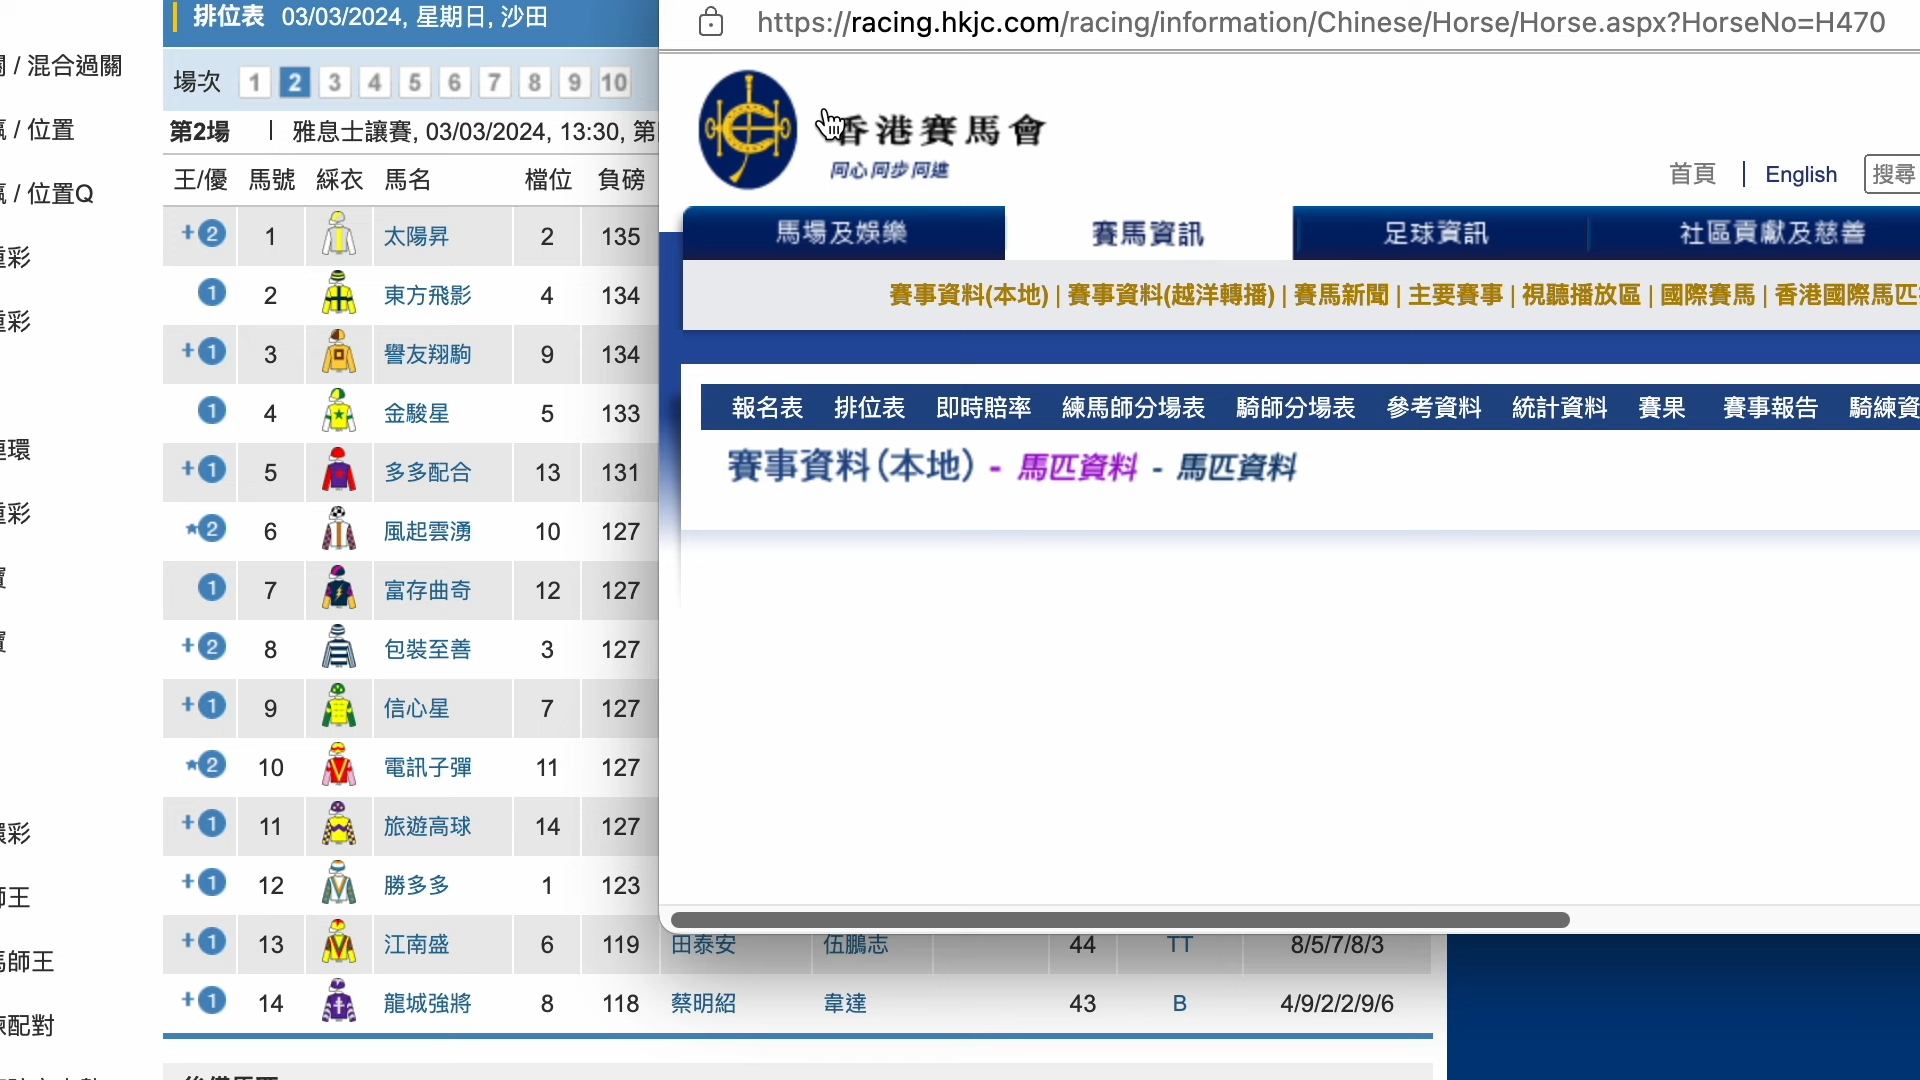 / 混合過關
/ 位置
/ 位置Q
重彩
重彩
連環
重彩
寶
寶
環彩
師王
馬師王
練配對
排位表 03/03/2024, 星期日, 沙田
場次 1 2 3 4 5 6 7 8 9 10
第2場 | 雅息士讓賽, 03/03/2024, 13:30, 第
王/優 馬號 綵衣 馬名 檔位 負磅
+2 1 太陽昇 2 135
1 2 東方飛影 4 134
+1 3 譽友翔駒 9 134
1 4 金駿星 5 133
+1 5 多多配合 13 131
★2 6 風起雲湧 10 127
1 7 富存曲奇 12 127
+2 8 包裝至善 3 127
+1 9 信心星 7 127
★2 10 電訊子彈 11 127
+1 11 旅遊高球 14 127
+1 12 勝多多 1 123
+1 13 江南盛 6 119 田泰安 伍鵬志 44 TT 8/5/7/8/3
+1 14 龍城強將 8 118 蔡明紹 韋達 43 B 4/9/2/2/9/6
https://racing.hkjc.com/racing/information/Chinese/Horse/Horse.aspx?HorseNo=H470
香港賽馬會
同心同步同進
首頁 | English 搜尋
馬場及娛樂 賽馬資訊 足球資訊 社區貢獻及慈善
賽事資料(本地) | 賽事資料(越洋轉播) | 賽馬新聞 | 主要賽事 | 視聽播放區 | 國際賽馬 | 香港國際馬匹
報名表 排位表 即時賠率 練馬師分場表 騎師分場表 參考資料 統計資料 賽果 賽事報告 騎練資
賽事資料(本地) - 馬匹資料 - 馬匹資料